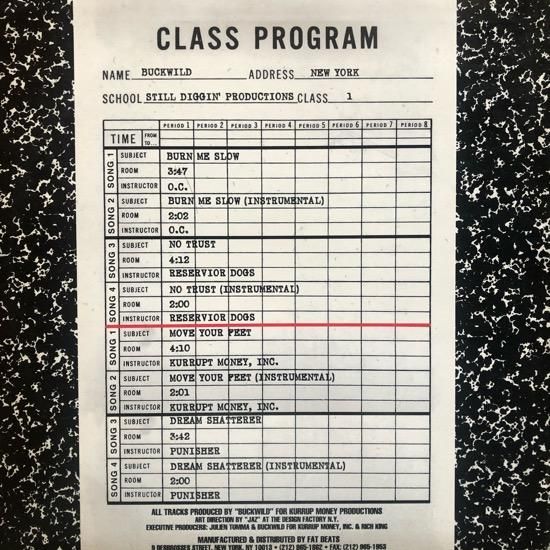 CLASS PROGRAM
NAME BUCKWILD ADDRESS NEW YORK
SCHOOL STILL DIGGIN' PRODUCTIONS CLASS 1
PERIOD 1 PERIOD 2 PERIOD 3 PERIOD 4 PERIOD 5 PERIOD 6 PERIOD 7 PERIOD 8
TIME FROM TO...
SONG 1
SUBJECT BURN ME SLOW
ROOM 3:47
INSTRUCTOR O.C.
SONG 2
SUBJECT BURN ME SLOW (INSTRUMENTAL)
ROOM 2:02
INSTRUCTOR O.C.
SONG 3
SUBJECT NO TRUST
ROOM 4:12
INSTRUCTOR RESERVIOR DOGS
SONG 4
SUBJECT NO TRUST (INSTRUMENTAL)
ROOM 2:00
INSTRUCTOR RESERVIOR DOGS
SONG 1
SUBJECT MOVE YOUR FEET
ROOM 4:10
INSTRUCTOR KURRUPT MONEY, INC.
SONG 2
SUBJECT MOVE YOUR FEET (INSTRUMENTAL)
ROOM 2:01
INSTRUCTOR KURRUPT MONEY, INC.
SONG 3
SUBJECT DREAM SHATTERER
ROOM 3:42
INSTRUCTOR PUNISHER
SONG 4
SUBJECT DREAM SHATTERER (INSTRUMENTAL)
ROOM 2:00
INSTRUCTOR PUNISHER
ALL TRACKS PRODUCED BY "BUCKWILD" FOR KURRUP MONEY PRODUCTIONS
ART DIRECTION BY "JAZ" AT THE DESIGN FACTORY N.Y.
EXECUTIVE PRODUCERS: JULIEN TUMMA & BUCKWILD FOR KURRUP MONEY, INC. & RICH KING
MANUFACTURED & DISTRIBUTED BY FAT BEATS
9 DESBROSSES STREET, NEW YORK, NY 10013 • (212) 965-1662 • FAX: (212) 965-1953